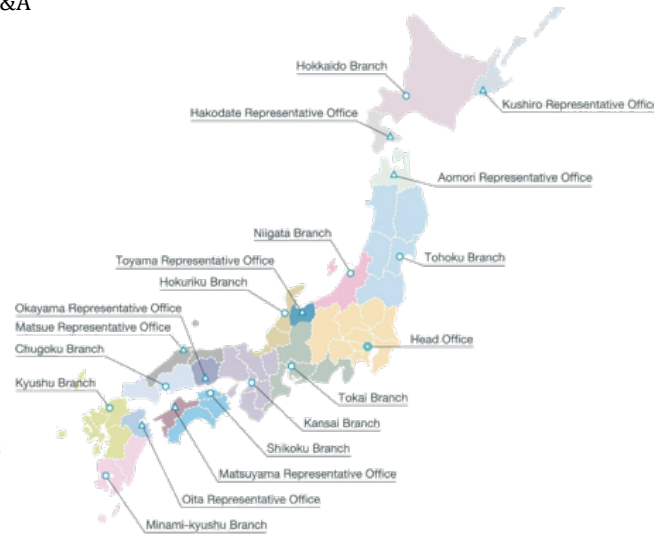 &A
Hokkaido Branch
Kushiro Representative Office
Hakodate Representative Office
Aomori Representative Office
Niigata Branch
Tohoku Branch
Toyama Representative Office
Hokuriku Branch
Okayama Representative Office
Matsue Representative Office
Head Office
Chugoku Branch
Kyushu Branch
Tokai Branch
Kansai Branch
Shikoku Branch
Matsuyama Representative Office
Oita Representative Office
Minami-kyushu Branch